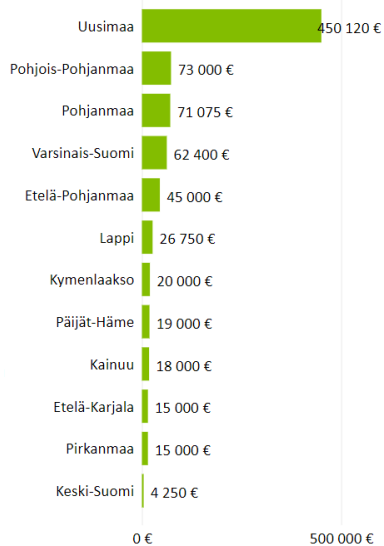 Uusimaa 450 120 €
Pohjois-Pohjanmaa 73 000 €
Pohjanmaa 71 075 €
Varsinais-Suomi 62 400 €
Etelä-Pohjanmaa 45 000 €
Lappi 26 750 €
Kymenlaakso 20 000 €
Päijät-Häme 19 000 €
Kainuu 18 000 €
Etelä-Karjala 15 000 €
Pirkanmaa 15 000 €
Keski-Suomi 4 250 €
0 € 500 000 €